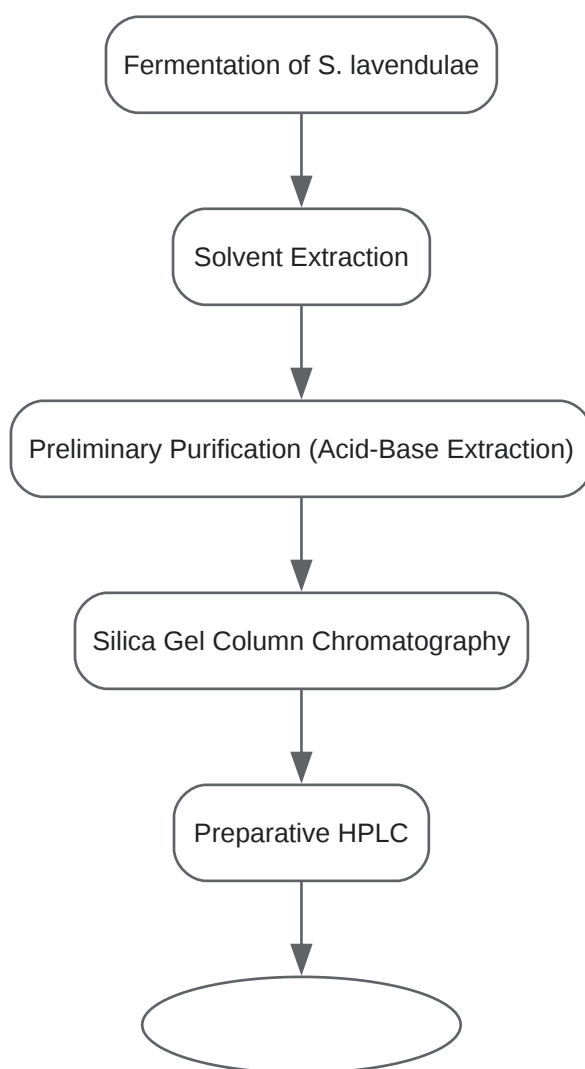 Fermentation of S. lavendulae
Solvent Extraction
Preliminary Purification (Acid-Base Extraction)
Silica Gel Column Chromatography
Preparative HPLC